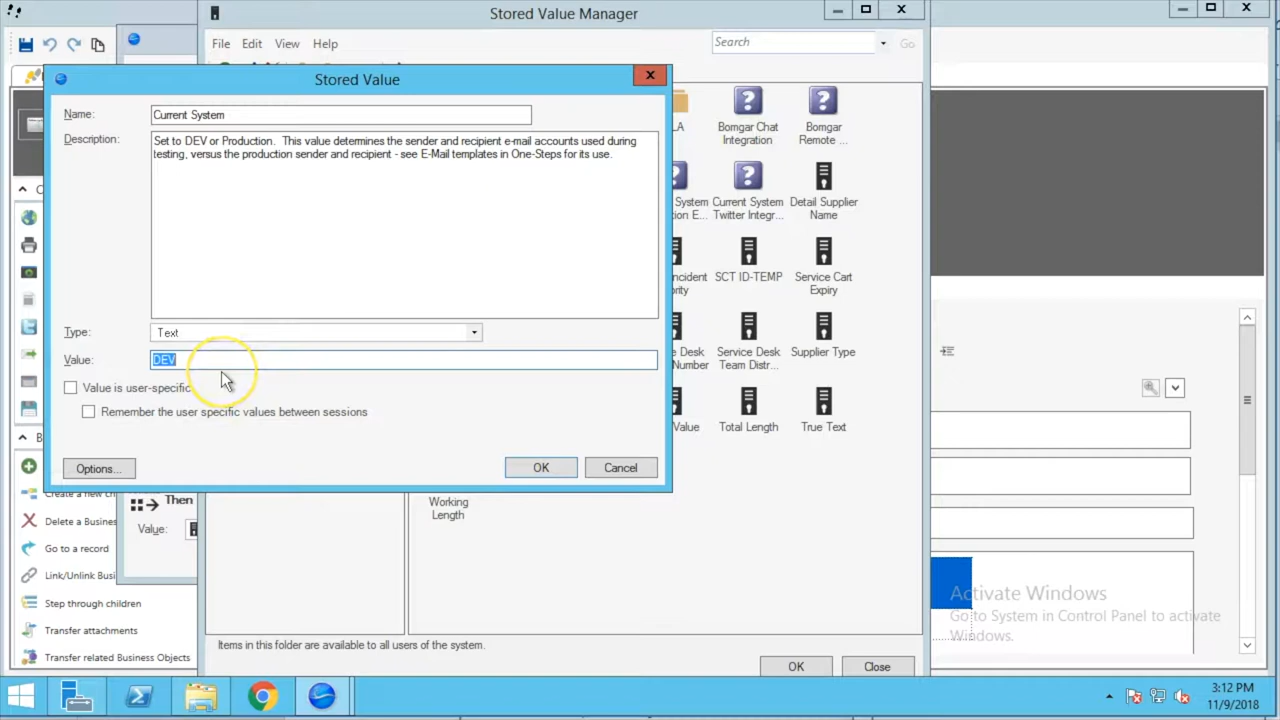 Stored Value Manager
File Edit View Help
Search
Go
Stored Value
Name: Current System
Description: Set to DEV or Production. This value determines the sender and recipient e-mail accounts used during
testing, versus the production sender and recipient - see E-Mail templates in One-Steps for its use.
Type: Text
Value: DEV
Value is user-specific
Remember the user specific values between sessions
Options...
OK
Cancel
LA
Bomgar Chat
Integration
Bomgar
Remote ...
System
Current System
Twitter Integr...
Detail Supplier
Name
SCT ID-TEMP
Service Cart
Expiry
Service Desk
Team Distr...
Supplier Type
Number
Value
Total Length
True Text
Working
Length
Then
Value:
Delete a Busines
Go to a record
Link/Unlink Busi
Step through children
Transfer attachments
Transfer related Business Objects
Items in this folder are available to all users of the system.
OK
Close
Activate Windows
Go to System in Control Panel to activate
Windows.
3:12 PM
11/9/2018